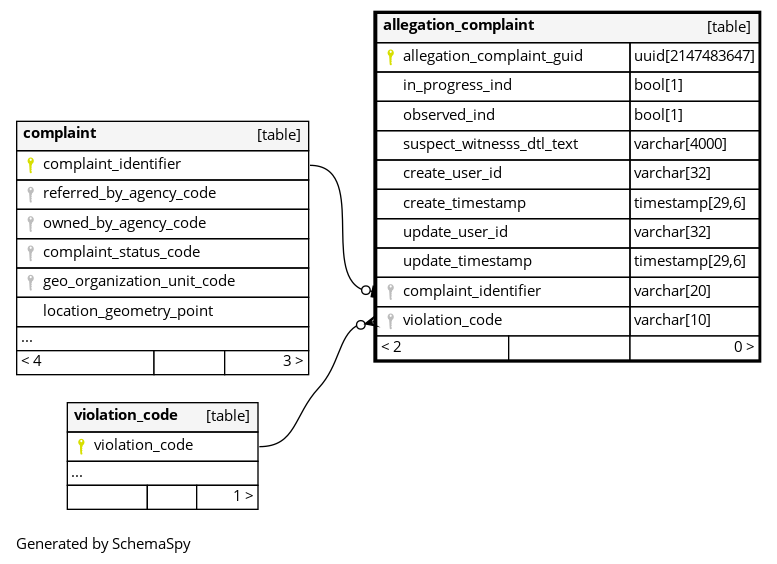 allegation_complaint [table]
allegation_complaint_guid uuid[2147483647]
in_progress_ind bool[1]
observed_ind bool[1]
suspect_witnesss_dtl_text varchar[4000]
create_user_id varchar[32]
create_timestamp timestamp[29,6]
update_user_id varchar[32]
update_timestamp timestamp[29,6]
complaint_identifier varchar[20]
violation_code varchar[10]
< 2 0 >
complaint [table]
complaint_identifier
referred_by_agency_code
owned_by_agency_code
complaint_status_code
geo_organization_unit_code
location_geometry_point
...
< 4 3 >
violation_code [table]
violation_code
...
1 >
Generated by SchemaSpy